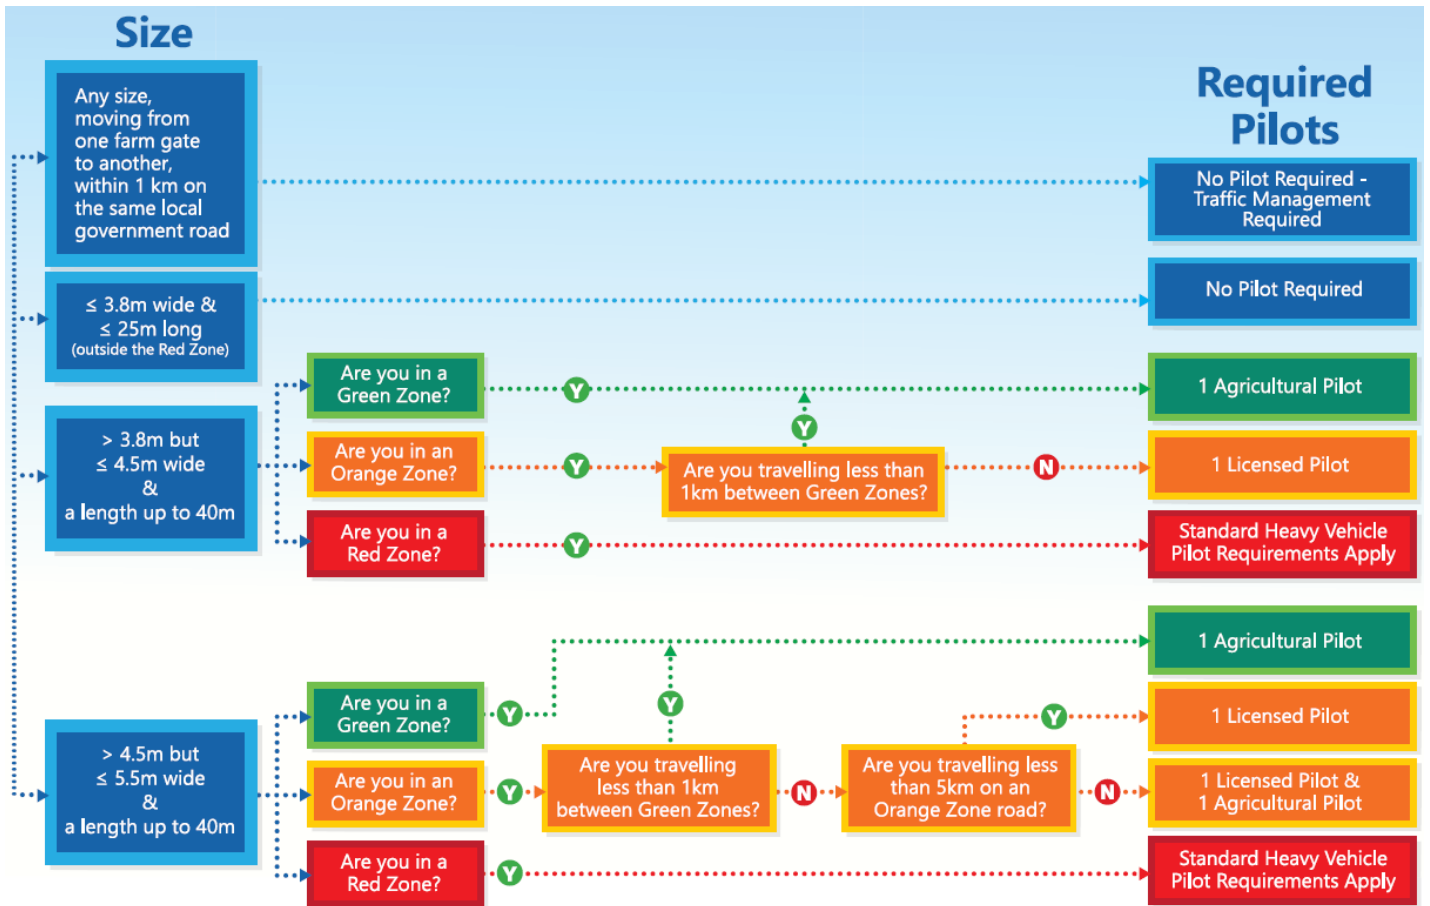 Size
Required
Pilots
Any size,
moving from
one farm gate
to another,
within 1 km on
the same local
government road
No Pilot Required -
Traffic Management
Required
≤ 3.8m wide &
≤ 25m long
(outside the Red Zone)
No Pilot Required
> 3.8m but
≤ 4.5m wide
&
a length up to 40m
Are you in a
Green Zone?
Y
1 Agricultural Pilot
Are you in an
Orange Zone?
Y
Are you travelling less than
1km between Green Zones?
Y
N
1 Licensed Pilot
Are you in a
Red Zone?
Y
Standard Heavy Vehicle
Pilot Requirements Apply
> 4.5m but
≤ 5.5m wide
&
a length up to 40m
Are you in a
Green Zone?
Y
1 Agricultural Pilot
Are you in an
Orange Zone?
Y
Are you travelling
less than 1km
between Green Zones?
Y
N
Are you travelling less
than 5km on an
Orange Zone road?
Y
1 Licensed Pilot
N
1 Licensed Pilot &
1 Agricultural Pilot
Are you in a
Red Zone?
Y
Standard Heavy Vehicle
Pilot Requirements Apply